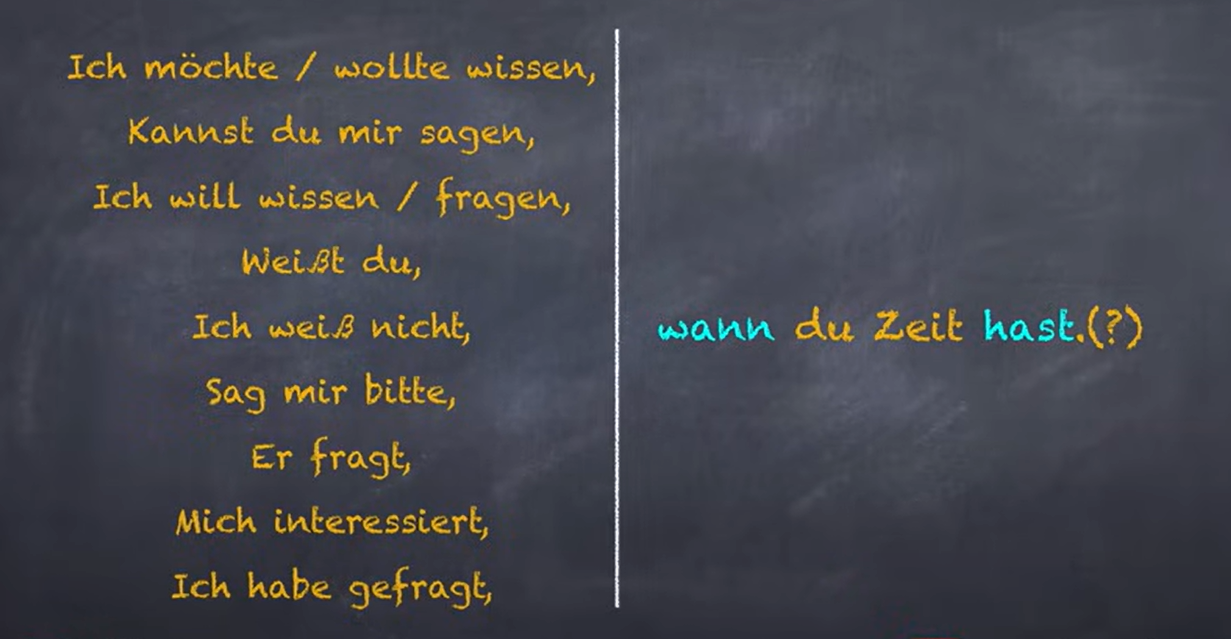 Ich möchte / wollte wissen,
Kannst du mir sagen,
Ich will wissen / fragen,
Weißt du,
Ich weiß nicht,
Sag mir bitte,
Er fragt,
Mich interessiert,
Ich habe gefragt,
wann du Zeit hast.(?)